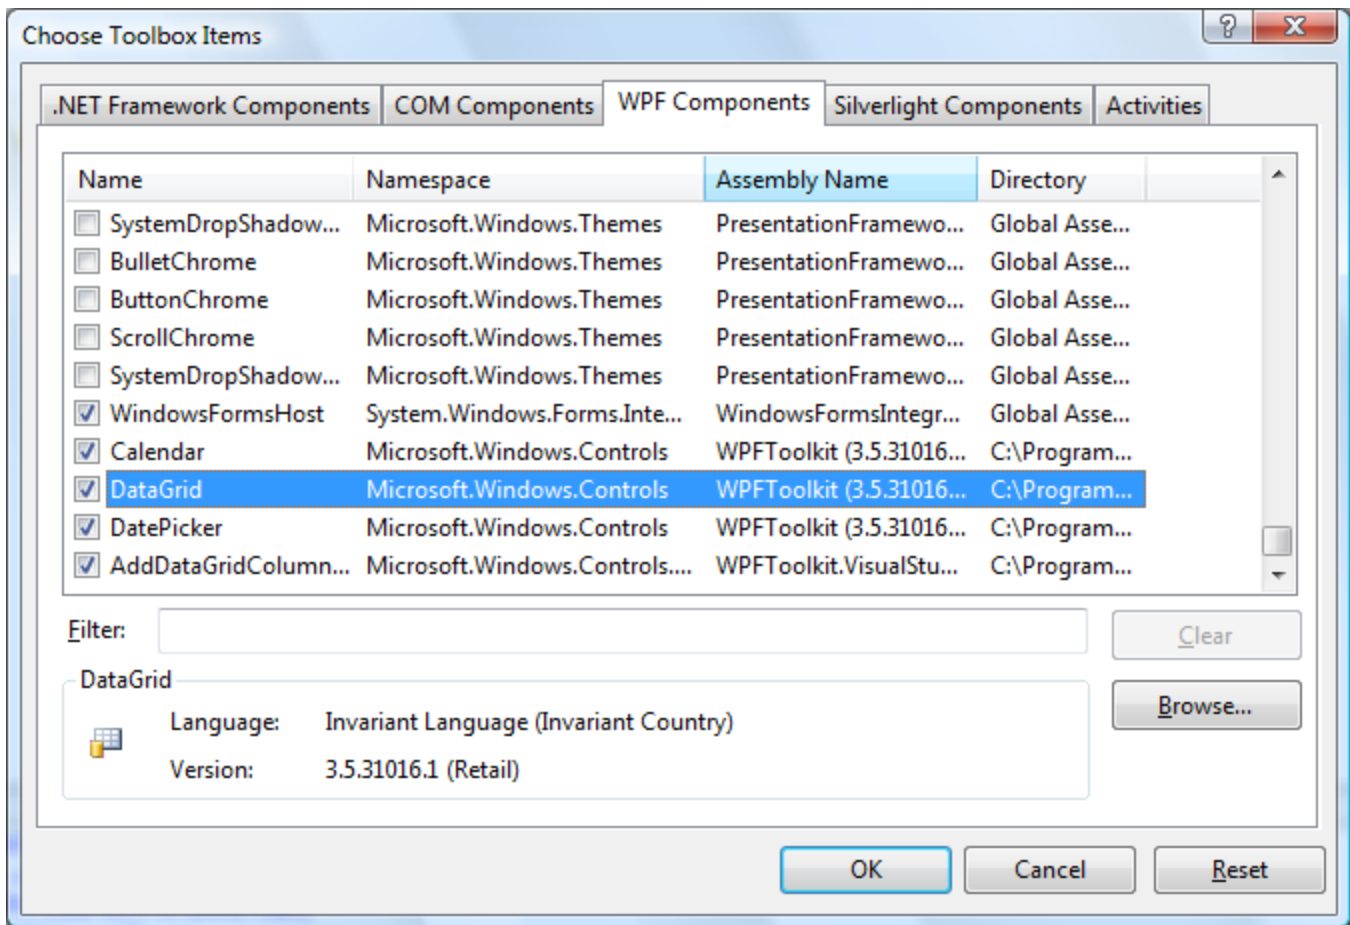 Choose Toolbox Items
.NET Framework Components COM Components WPF Components Silverlight Components Activities
Name Namespace Assembly Name Directory
SystemDropShadow... Microsoft.Windows.Themes PresentationFramewo... Global Asse...
BulletChrome Microsoft.Windows.Themes PresentationFramewo... Global Asse...
ButtonChrome Microsoft.Windows.Themes PresentationFramewo... Global Asse...
ScrollChrome Microsoft.Windows.Themes PresentationFramewo... Global Asse...
SystemDropShadow... Microsoft.Windows.Themes PresentationFramewo... Global Asse...
WindowsFormsHost System.Windows.Forms.Inte... WindowsFormsIntegr... Global Asse...
Calendar Microsoft.Windows.Controls WPFToolkit (3.5.31016... C:\Program...
DataGrid Microsoft.Windows.Controls WPFToolkit (3.5.31016... C:\Program...
DatePicker Microsoft.Windows.Controls WPFToolkit (3.5.31016... C:\Program...
AddDataGridColumn... Microsoft.Windows.Controls.... WPFToolkit.VisualStu... C:\Program...
Filter: Clear
DataGrid
Language: Invariant Language (Invariant Country)
Browse...
Version: 3.5.31016.1 (Retail)
OK Cancel Reset